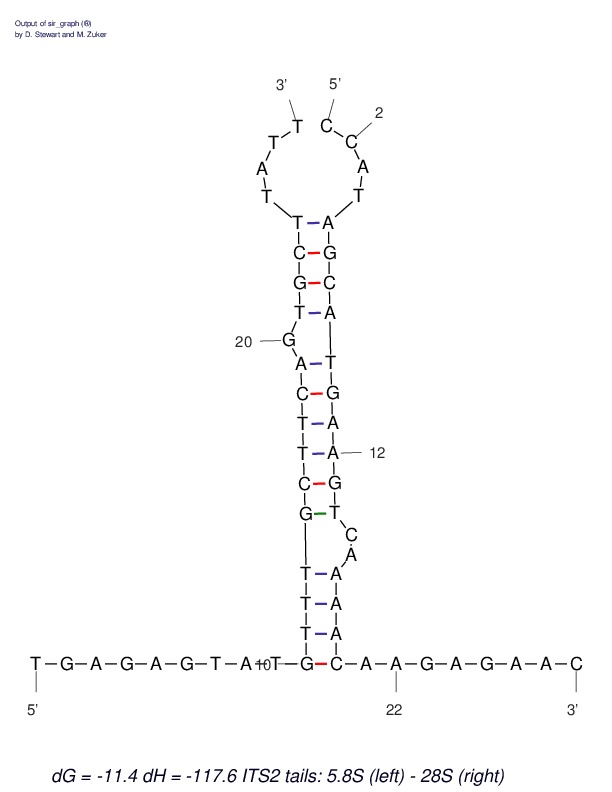 Output of sir_graph (®)
by D. Stewart and M. Zuker
3' 5'
2
T C
T C
A A
T T
T A
C G
G C
T A
20 G
A T
C G
T A
T A 12
C G
G T
C
A
T A
T A
T A
T G A G A G T A 10 T G C A A G A G A A C
5' 22 3'
dG = -11.4 dH = -117.6 ITS2 tails: 5.8S (left) - 28S (right)